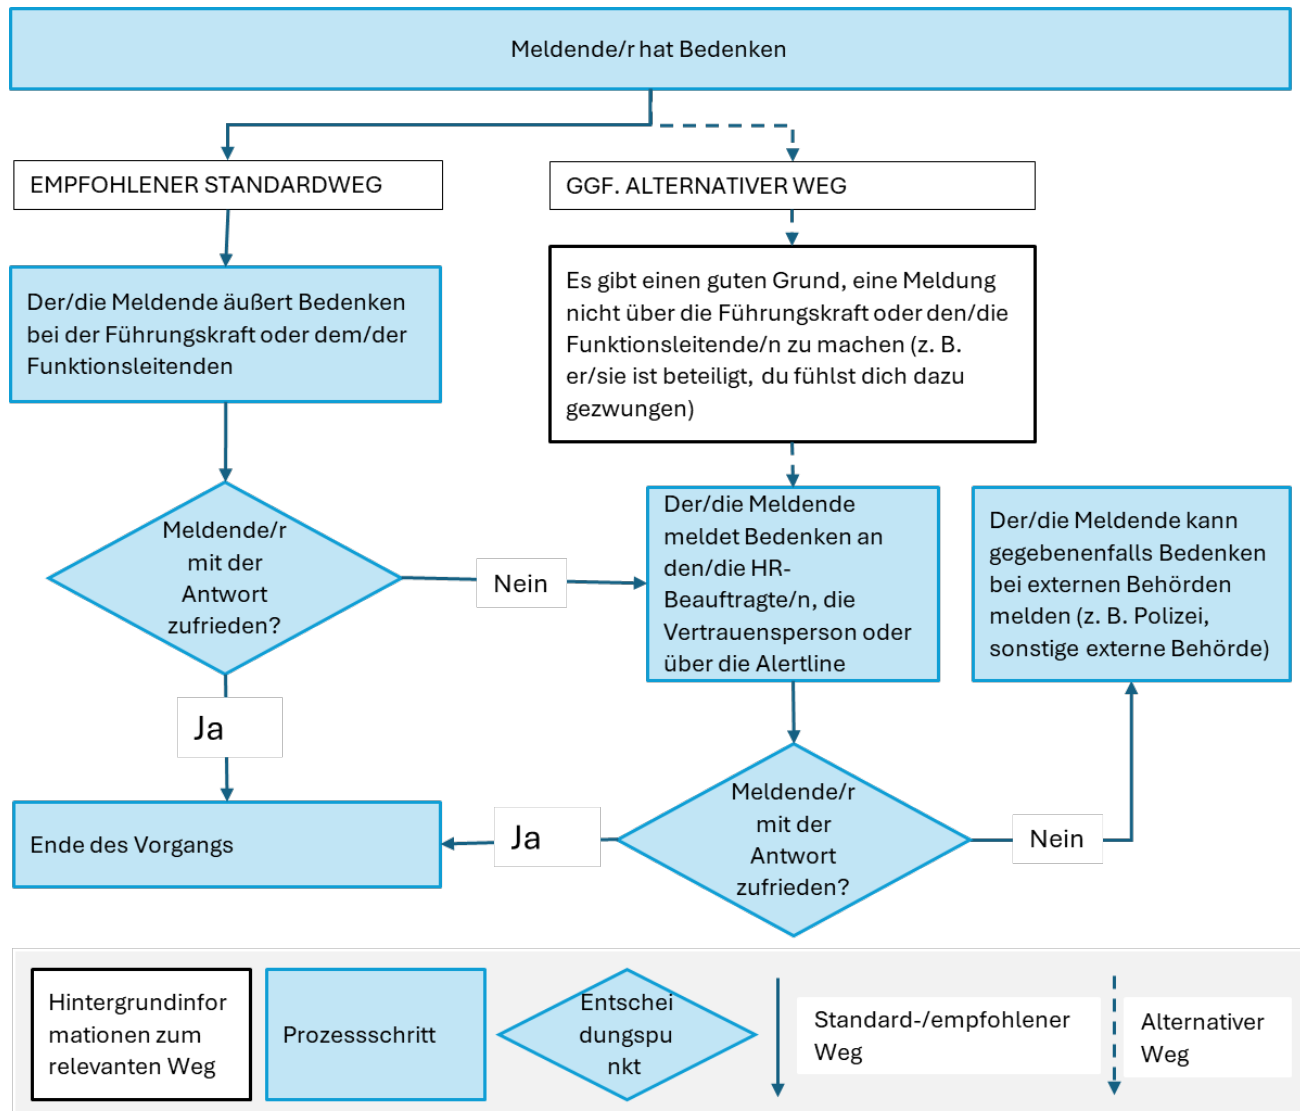 Meldende/r hat Bedenken
EMPFOHLENER STANDARDWEG
GGF. ALTERNATIVER WEG
Der/die Meldende äußert Bedenken
bei der Führungskraft oder dem/der
Funktionsleitenden
Es gibt einen guten Grund, eine Meldung
nicht über die Führungskraft oder den/die
Funktionsleitende/n zu machen (z. B.
er/sie ist beteiligt, du fühlst dich dazu
gezwungen)
Meldende/r
mit der
Antwort
zufrieden?
Nein
Der/die Meldende
meldet Bedenken an
den/die HR-
Beauftragte/n, die
Vertrauensperson oder
über die Alertline
Der/die Meldende kann
gegebenenfalls Bedenken
bei externen Behörden
melden (z. B. Polizei,
sonstige externe Behörde)
Ja
Ende des Vorgangs
Ja
Meldende/r
mit der
Antwort
zufrieden?
Nein
Hintergrundinfor
mationen zum
relevanten Weg
Prozessschritt
Entschei
dungspu
nkt
Standard-/empfohlener
Weg
Alternativer
Weg